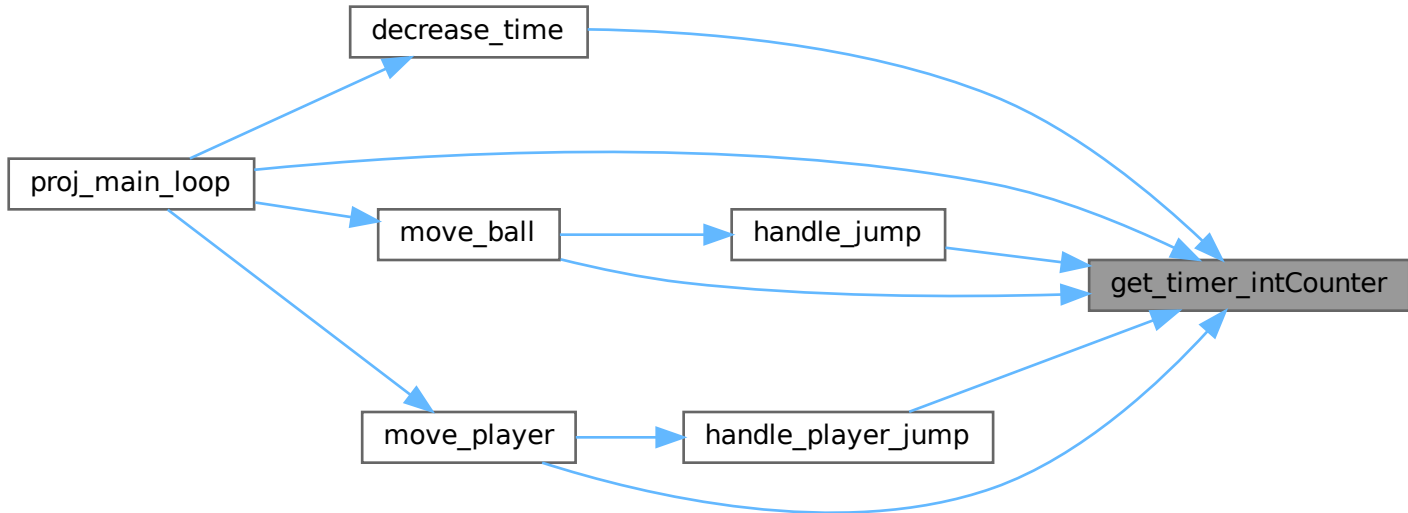 decrease_time
proj_main_loop
move_ball
handle_jump
get_timer_intCounter
move_player
handle_player_jump